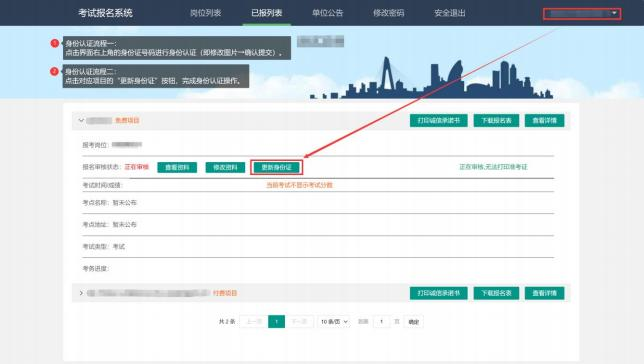 考试报名系统 岗位列表 已报列表 单位公告 修改密码 安全退出
1 身份认证流程一：
点击界面右上角的身份证号码进行身份认证（即修改图片→确认提交）。
2 身份认证流程二：
点击对应项目的“更新身份证”按钮，完成身份认证操作。
免费项目 打印诚信承诺书 下载报名表 查看详情
报考岗位：
报名审核状态：正在审核 查看资料 修改资料 更新身份证 正在审核,无法打印准考证
考试时间/成绩： 当前考试不显示考试分数
考点名称：暂未公布
考点地址：暂未公布
考试类型：考试
考务进度：
付费项目 打印诚信承诺书 下载报名表 查看详情
共 2 条 上一页 1 下一页 10 条/页 到第 1 页 确定